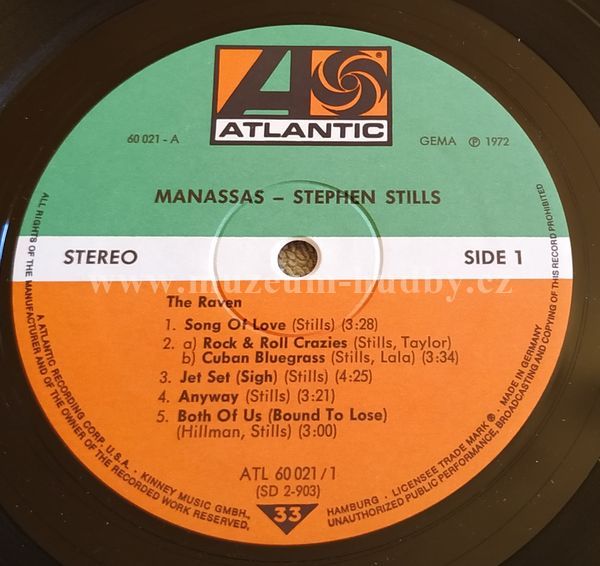 ATLANTIC
60 021 - A
GEMA ℗ 1972
MANASSAS – STEPHEN STILLS
STEREO
SIDE 1
www.muzeum-hudby.cz
The Raven
1. Song Of Love (Stills) (3:28)
2. a) Rock & Roll Crazies (Stills, Taylor)
b) Cuban Bluegrass (Stills, Lala) (3:34)
3. Jet Set (Sigh) (Stills) (4:25)
4. Anyway (Stills) (3:21)
5. Both Of Us (Bound To Lose)
(Hillman, Stills) (3:00)
ATL 60 021/1
(SD 2-903)
33
ALL RIGHTS OF THE MANUFACTURER AND OF THE OWNER OF THE RECORDED WORK RESERVED,
UNAUTHORIZED PUBLIC PERFORMANCE, BROADCASTING AND COPYING OF THIS RECORD PROHIBITED
A ATLANTIC RECORDING CORP. U.S.A. · KINNEY MUSIC GMBH.,
HAMBURG · LICENSEE TRADE MARK ® · MADE IN GERMANY